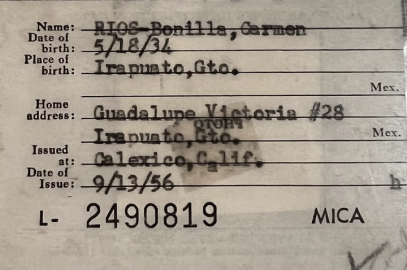 Name: RIOS-Bonilla,Carmen
Date of birth: 5/18/34
Place of birth: Irapuato,Gto.
Mex.
Home address: Guadalupe Victoria #28
Irapuato,Gto. Mex.
Issued at: Calexico,Calif.
Date of Issue: 9/13/56 h
L- 2490819 MICA